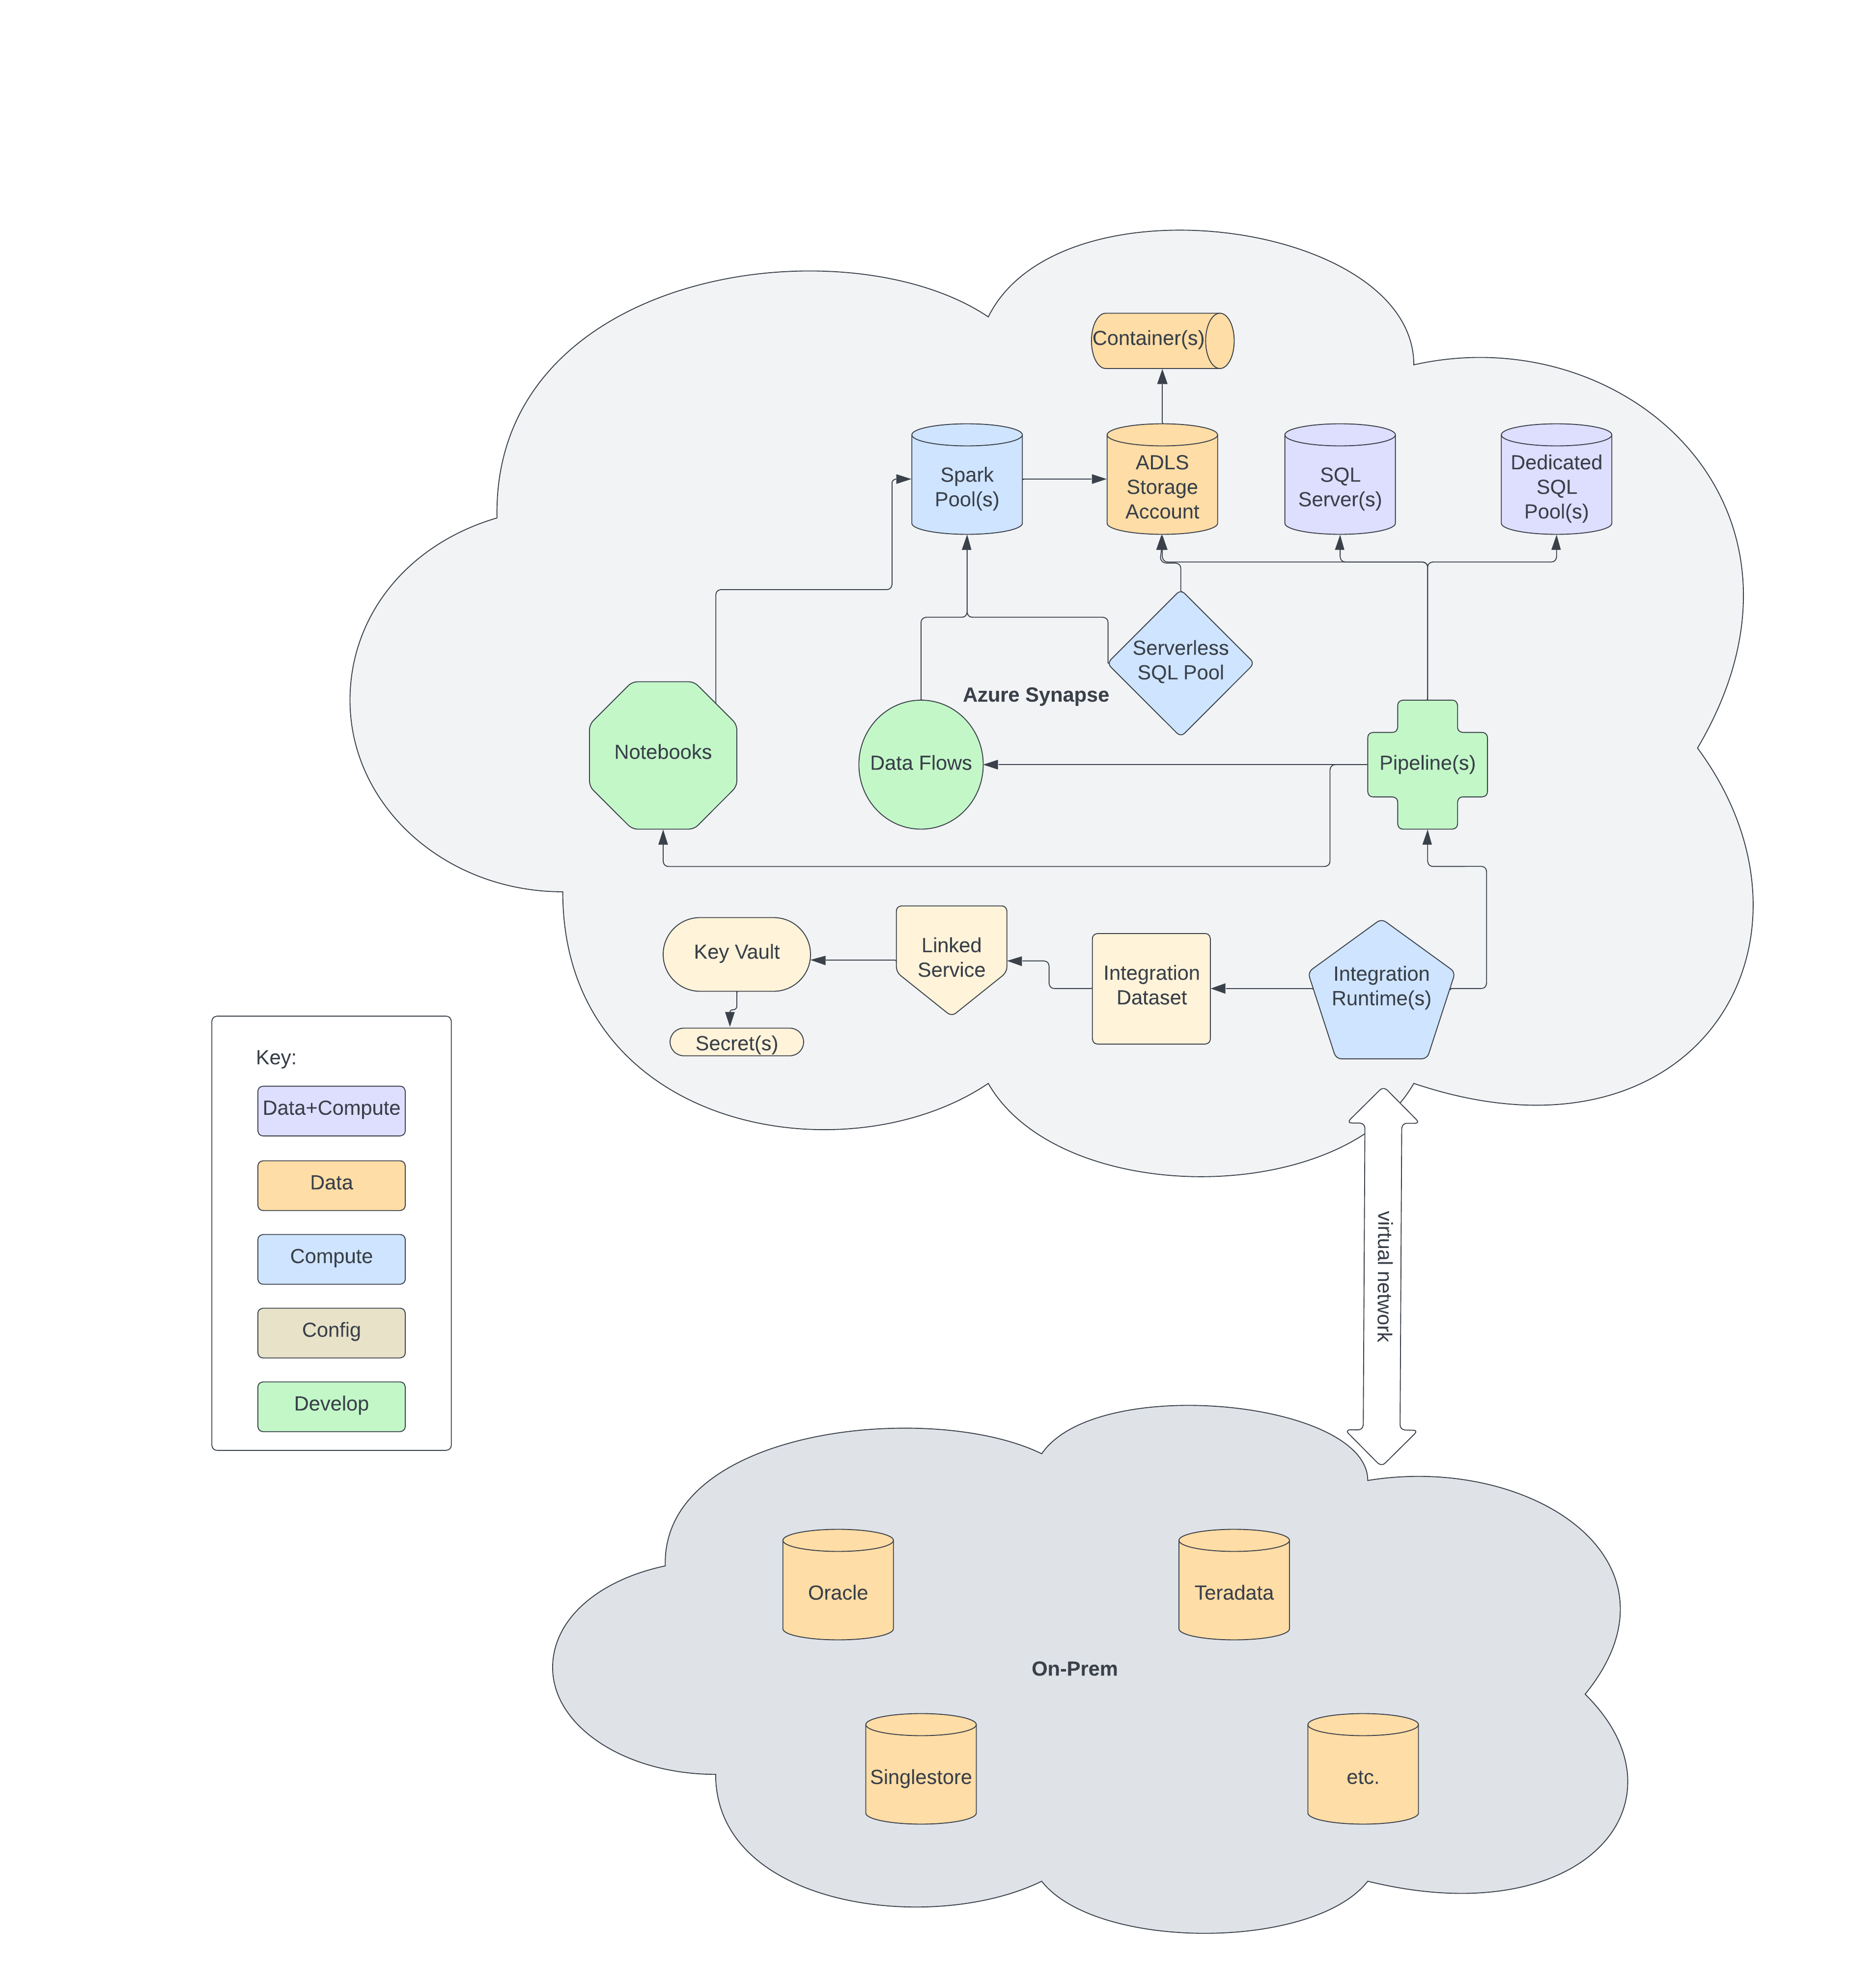 Container(s)
Spark
Pool(s)
ADLS
Storage
Account
SQL
Server(s)
Dedicated
SQL
Pool(s)
Serverless
SQL Pool
Azure Synapse
Notebooks
Data Flows
Pipeline(s)
Key Vault
Linked
Service
Integration
Dataset
Integration
Runtime(s)
Secret(s)
Key:
Data+Compute
Data
Compute
Config
Develop
virtual network
Oracle
Teradata
On-Prem
Singlestore
etc.